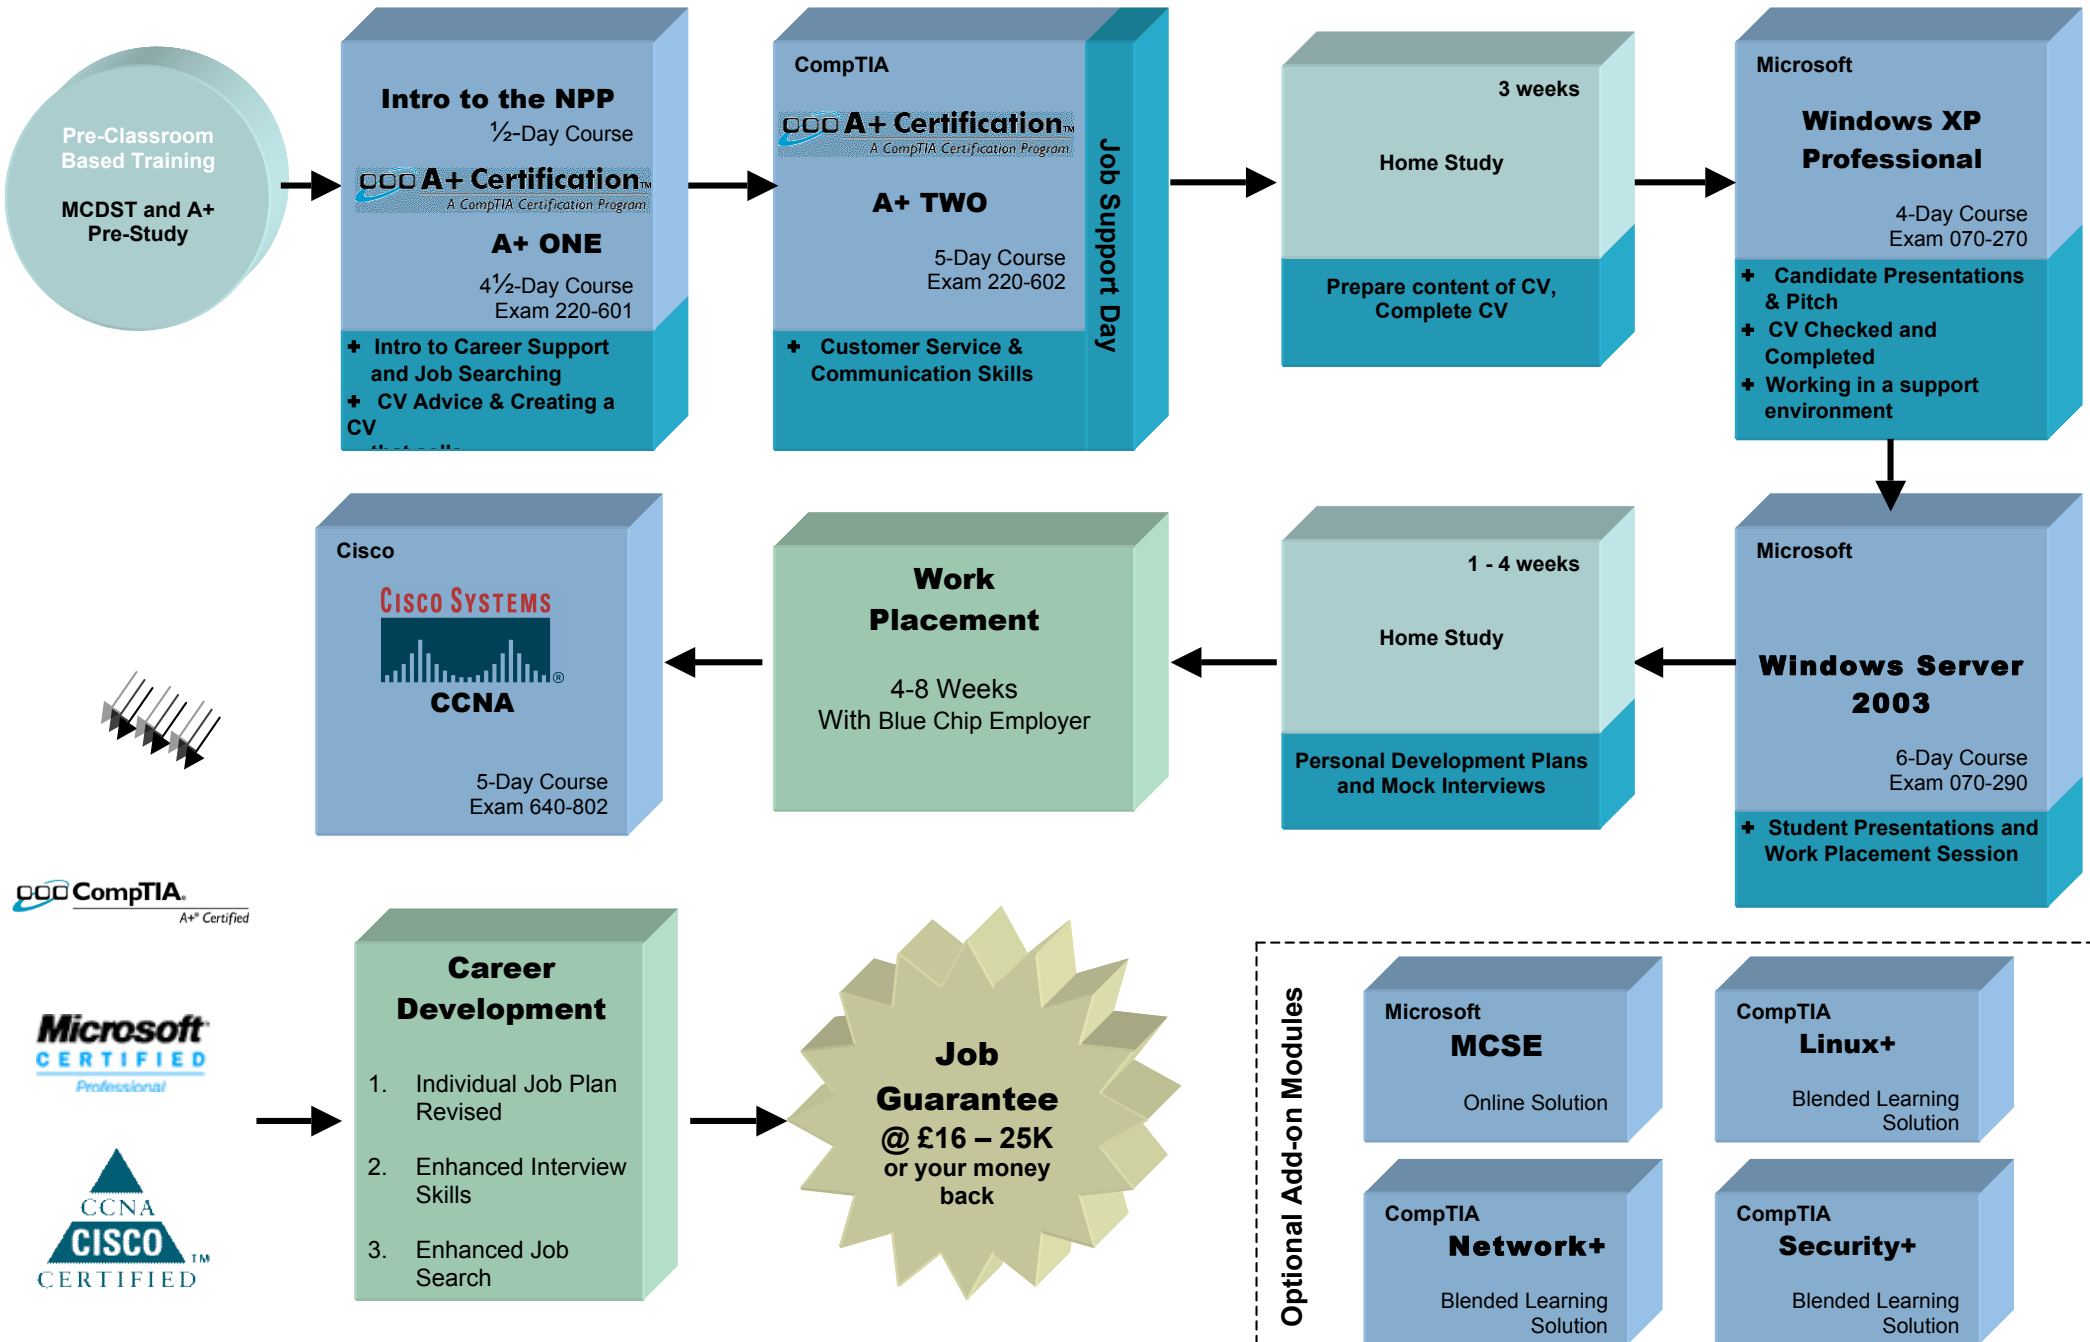 Pre-Classroom
Based Training
MCDST and A+
Pre-Study
Intro to the NPP
½-Day Course
A+ Certification™
A CompTIA Certification Program
A+ ONE
4½-Day Course
Exam 220-601
+ Intro to Career Support
and Job Searching
+ CV Advice & Creating a
CV
that sells
CompTIA
A+ Certification™
A CompTIA Certification Program
A+ TWO
5-Day Course
Exam 220-602
+ Customer Service &
Communication Skills
Job Support Day
3 weeks
Home Study
Prepare content of CV,
Complete CV
Microsoft
Windows XP
Professional
4-Day Course
Exam 070-270
+ Candidate Presentations
& Pitch
+ CV Checked and
Completed
+ Working in a support
environment
Microsoft
Windows Server
2003
6-Day Course
Exam 070-290
+ Student Presentations and
Work Placement Session
1 - 4 weeks
Home Study
Personal Development Plans
and Mock Interviews
Work
Placement
4-8 Weeks
With Blue Chip Employer
Cisco
CISCO SYSTEMS
®
CCNA
5-Day Course
Exam 640-802
CompTIA®
A+® Certified
Microsoft
CERTIFIED
Professional
CCNA
CISCO™
CERTIFIED
Career
Development
1. Individual Job Plan
Revised
2. Enhanced Interview
Skills
3. Enhanced Job
Search
Job
Guarantee
@ £16 – 25K
or your money
back
Optional Add-on Modules
Microsoft
MCSE
Online Solution
CompTIA
Linux+
Blended Learning
Solution
CompTIA
Network+
Blended Learning
Solution
CompTIA
Security+
Blended Learning
Solution